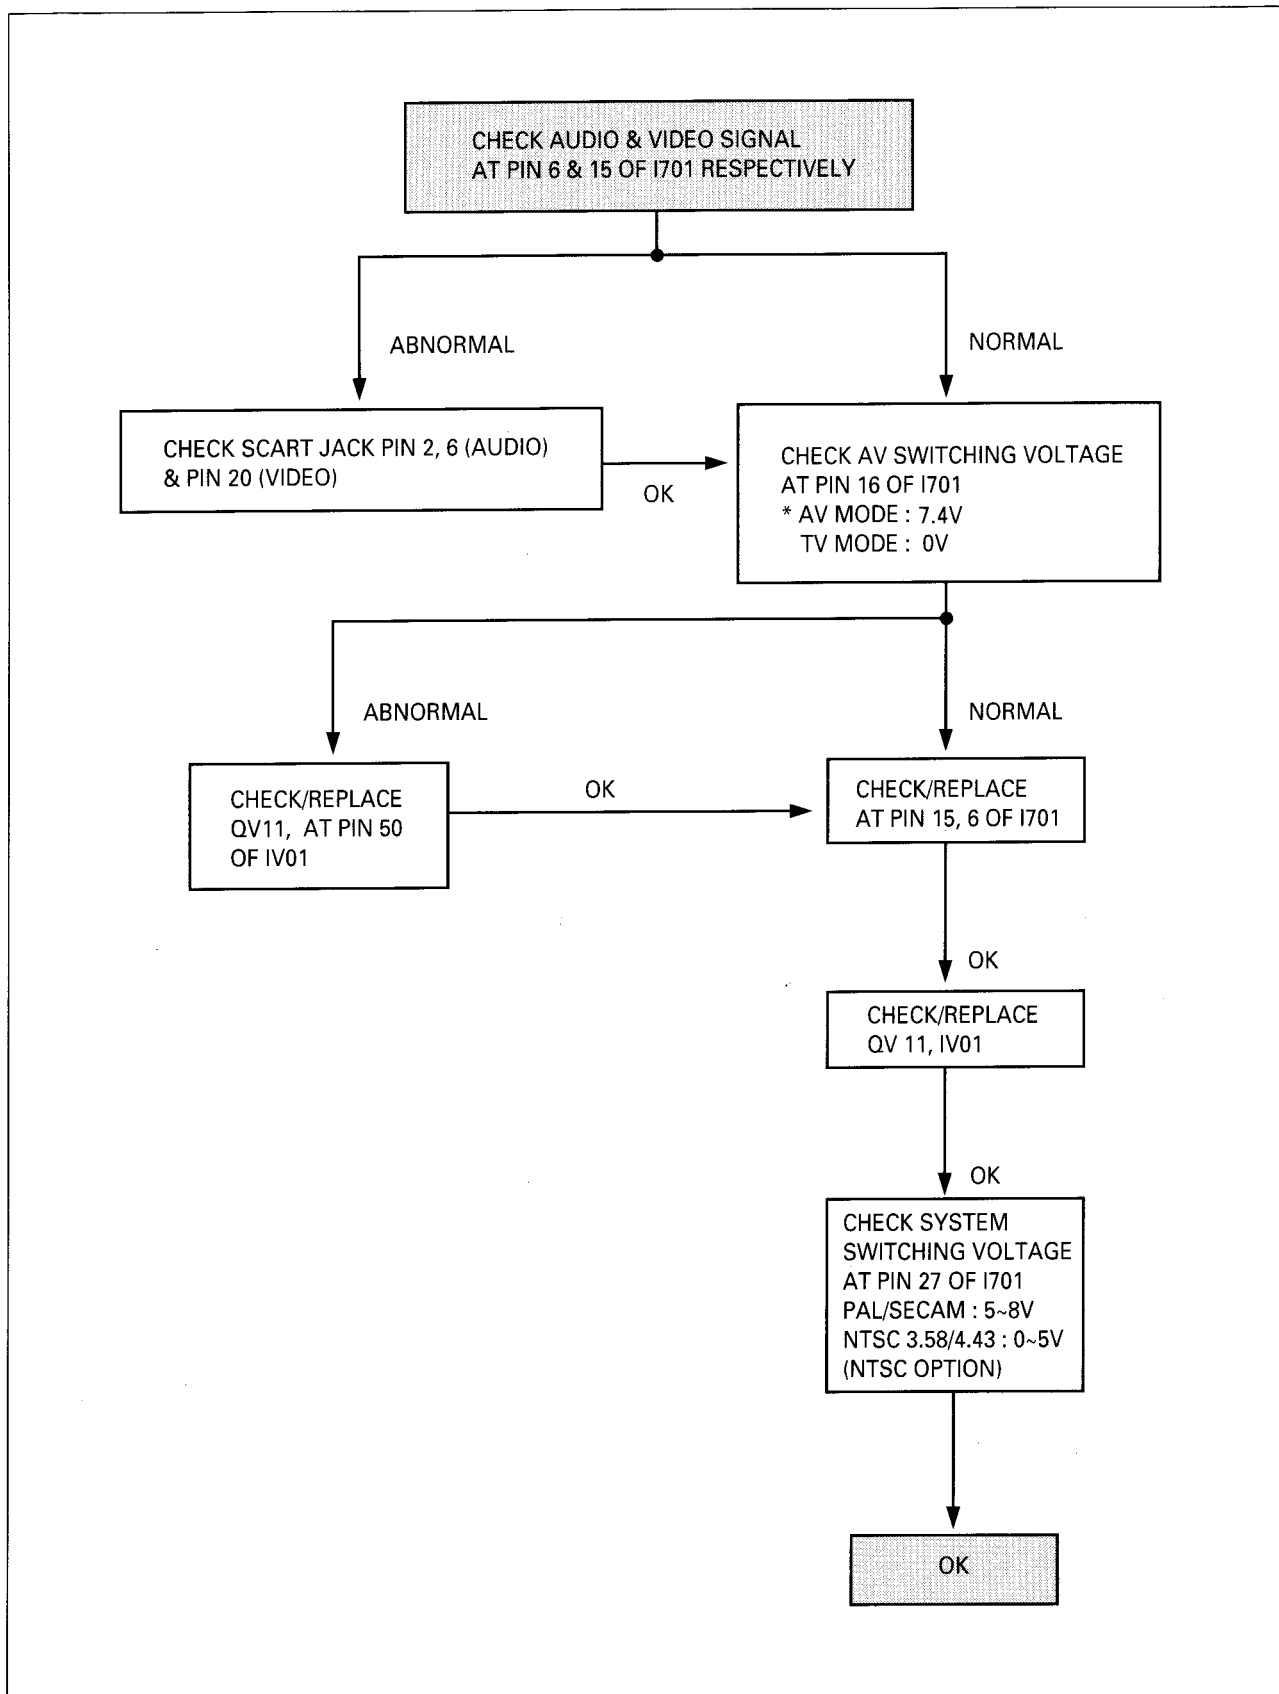 CHECK AUDIO & VIDEO SIGNAL
AT PIN 6 & 15 OF I701 RESPECTIVELY
ABNORMAL
NORMAL
CHECK SCART JACK PIN 2, 6 (AUDIO)
& PIN 20 (VIDEO)
OK
CHECK AV SWITCHING VOLTAGE
AT PIN 16 OF I701
* AV MODE : 7.4V
TV MODE : 0V
ABNORMAL
NORMAL
CHECK/REPLACE
QV11, AT PIN 50
OF IV01
OK
CHECK/REPLACE
AT PIN 15, 6 OF I701
OK
CHECK/REPLACE
QV 11, IV01
OK
CHECK SYSTEM
SWITCHING VOLTAGE
AT PIN 27 OF I701
PAL/SECAM : 5~8V
NTSC 3.58/4.43 : 0~5V
(NTSC OPTION)
OK